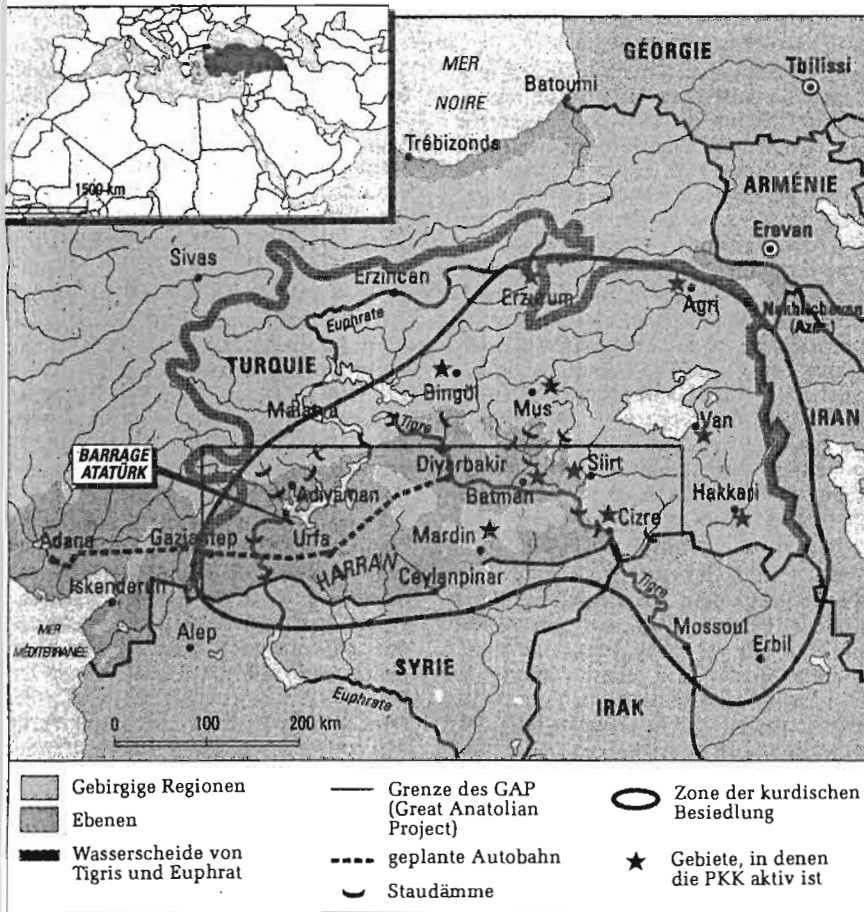 1500 km
MER
NOIRE
GÉORGIE
Tbilissi
Batoumi
Trébizonde
ARMÉNIE
Erevan
Sivas
Erzincan
Erzurum
Agri
Nakhitchevan
(Azer.)
Euphrate
TURQUIE
Bingöl
Mus
Van
IRAN
Malatya
Tigre
BARRAGE
ATATÜRK
Diyarbakir
Siirt
Adiyaman
Batman
Hakkari
Adana
Gaziantep
Urfa
Mardin
Cizre
HARRAN
Ceylanpinar
Iskenderun
Tigre
MER
MÉDITERRANÉE
Alep
Mossoul
Erbil
SYRIE
Euphrate
IRAK
0 100 200 km
Gebirgige Regionen
Ebenen
Wasserscheide von
Tigris und Euphrat
Grenze des GAP
(Great Anatolian
Project)
geplante Autobahn
Staudämme
Zone der kurdischen
Besiedlung
Gebiete, in denen
die PKK aktiv ist